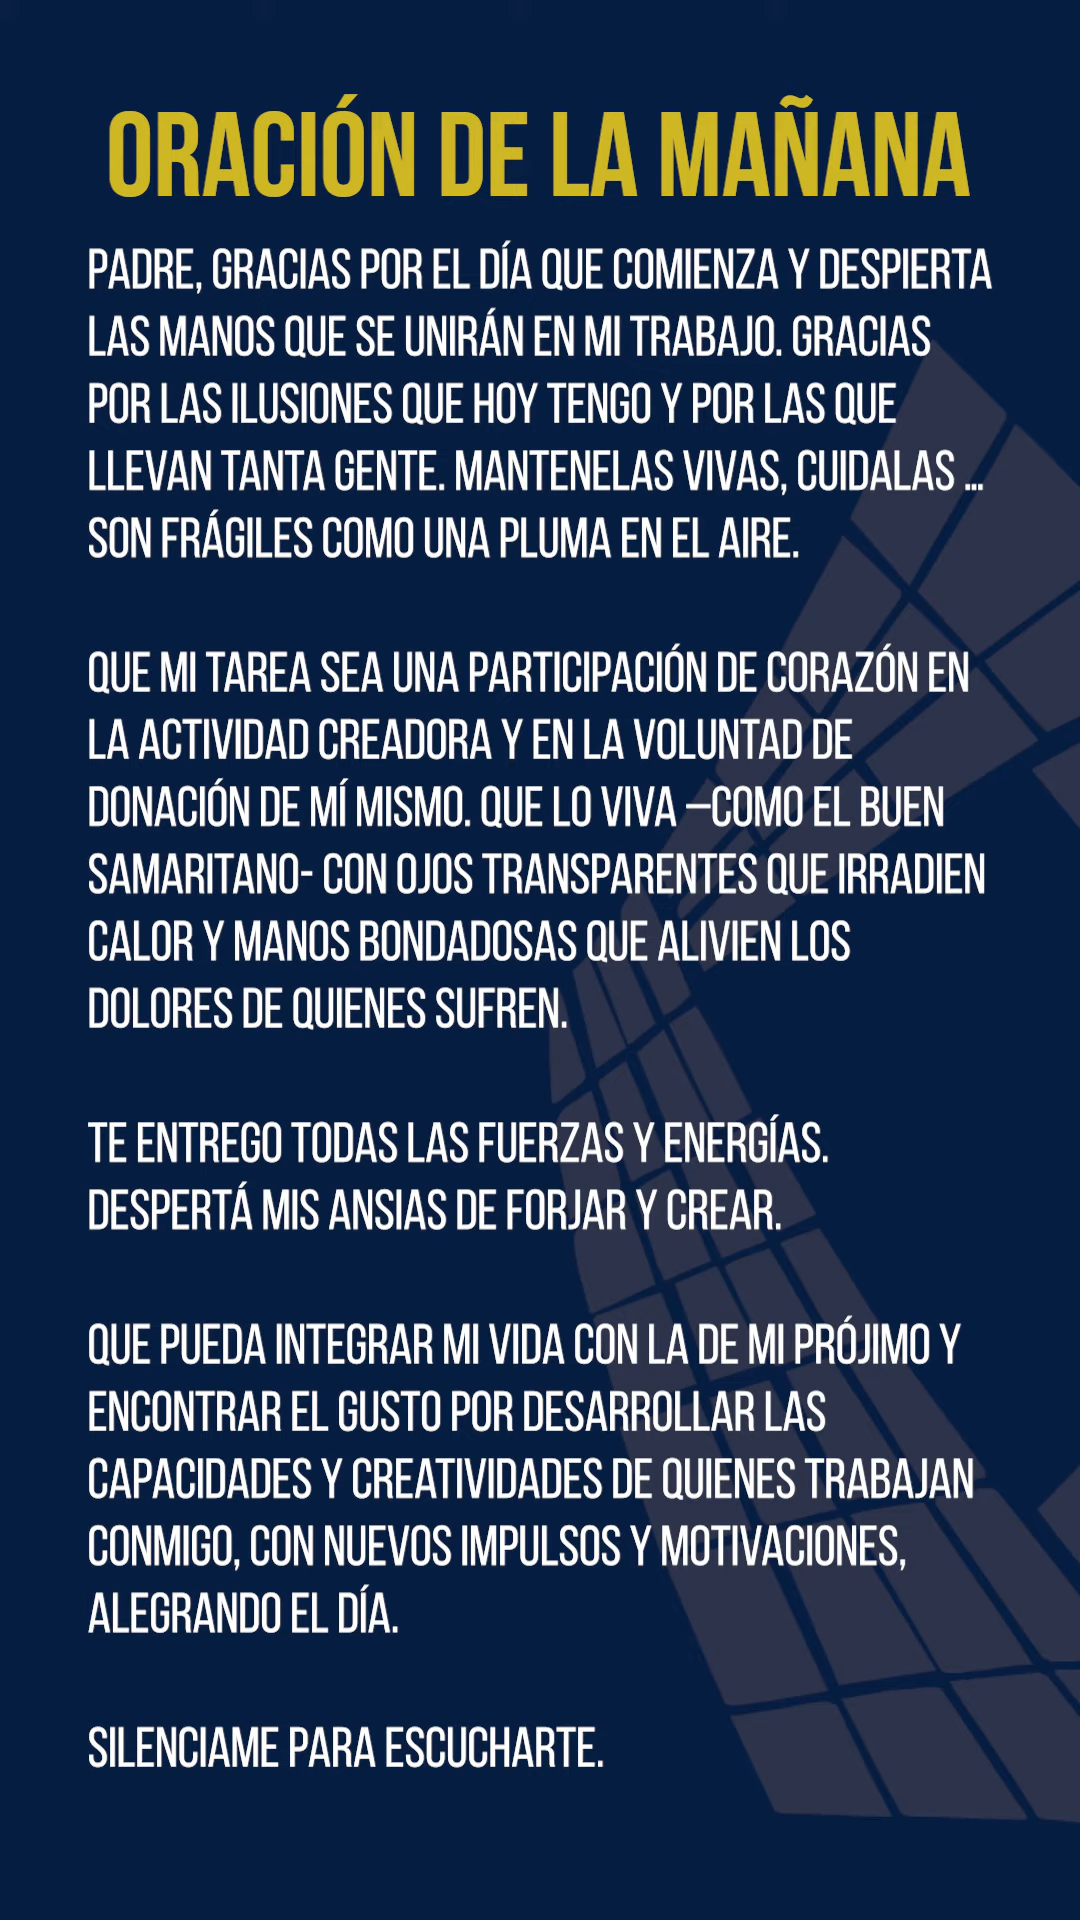 ORACIÓN DE LA MAÑANA
PADRE, GRACIAS POR EL DÍA QUE COMIENZA Y DESPIERTA
LAS MANOS QUE SE UNIRÁN EN MI TRABAJO. GRACIAS
POR LAS ILUSIONES QUE HOY TENGO Y POR LAS QUE
LLEVAN TANTA GENTE. MANTENELAS VIVAS, CUIDALAS ...
SON FRÁGILES COMO UNA PLUMA EN EL AIRE.
QUE MI TAREA SEA UNA PARTICIPACIÓN DE CORAZÓN EN
LA ACTIVIDAD CREADORA Y EN LA VOLUNTAD DE
DONACIÓN DE MÍ MISMO. QUE LO VIVA –COMO EL BUEN
SAMARITANO- CON OJOS TRANSPARENTES QUE IRRADIEN
CALOR Y MANOS BONDADOSAS QUE ALIVIEN LOS
DOLORES DE QUIENES SUFREN.
TE ENTREGO TODAS LAS FUERZAS Y ENERGÍAS.
DESPERTÁ MIS ANSIAS DE FORJAR Y CREAR.
QUE PUEDA INTEGRAR MI VIDA CON LA DE MI PRÓJIMO Y
ENCONTRAR EL GUSTO POR DESARROLLAR LAS
CAPACIDADES Y CREATIVIDADES DE QUIENES TRABAJAN
CONMIGO, CON NUEVOS IMPULSOS Y MOTIVACIONES,
ALEGRANDO EL DÍA.
SILENCIAME PARA ESCUCHARTE.